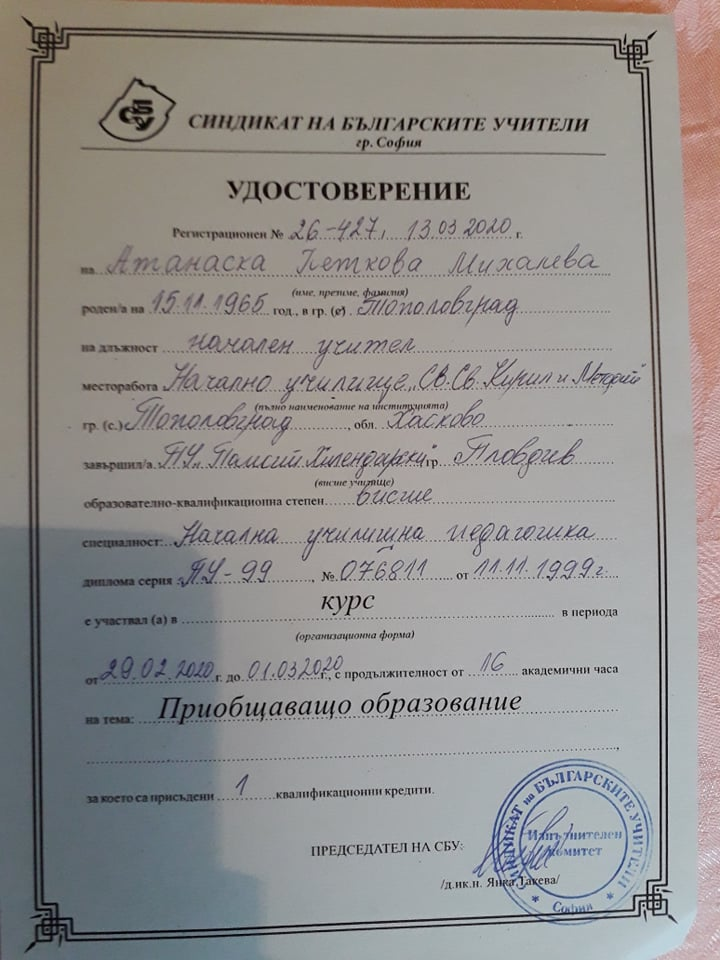 СБУ
СИНДИКАТ НА БЪЛГАРСКИТЕ УЧИТЕЛИ
гр. София
УДОСТОВЕРЕНИЕ
Регистрационен № 26-427, 13.03 2020 г.
на Атанаска Петкова Михалева
(име, презиме, фамилия)
роден/а на 15.11.1965 год., в гр. (с) Тополовград
на длъжност начален учител
месторабота Начално училище „Св. Св. Кирил и Методий"
(пълно наименование на институцията)
гр. (с.) Тополовград, обл. Хасково
завършил/а ПУ „Паисий Хилендарски" гр. Пловдив
(висше училище)
образователно-квалификационна степен висше
специалност: Начална училищна педагогика
диплома серия ПУ-99, № 076811 от 11.11.1999г.
е участвал (а) в курс в периода
(организационна форма)
от 29.02.2020 г. до 01.03.2020 г., с продължителност от 16 академични часа
на тема: Приобщаващо образование
за което са присъдени 1 квалификационни кредити.
ПРЕДСЕДАТЕЛ НА СБУ:
/д.ик.н. Янка Такева/
СИНДИКАТ на БЪЛГАРСКИТЕ УЧИТЕЛИ
Изпълнителен
комитет
София